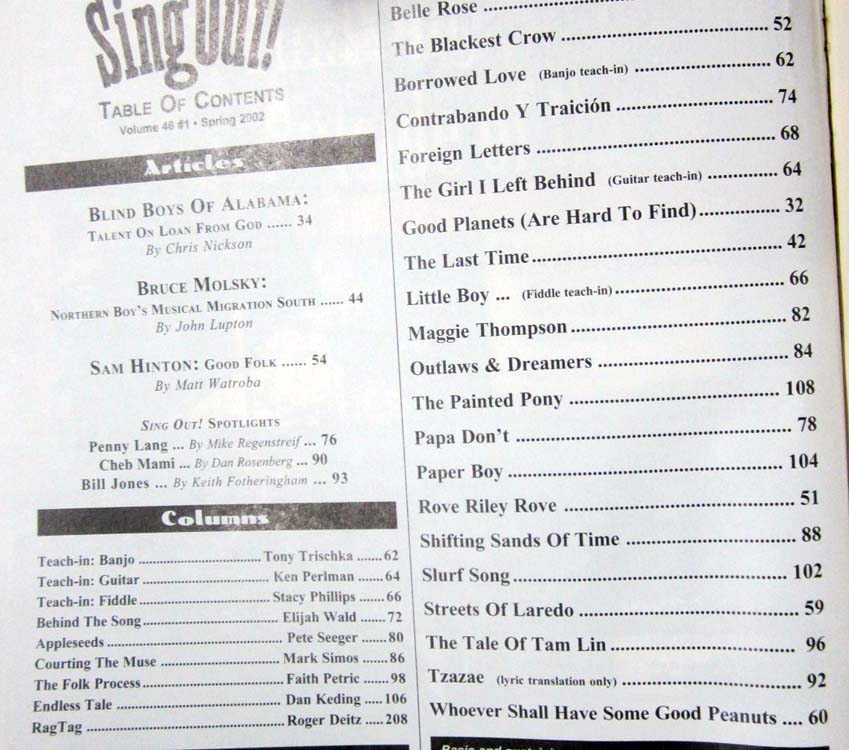 Sing Out!
TABLE OF CONTENTS
Volume 46 #1 • Spring 2002
Articles
BLIND BOYS OF ALABAMA:
TALENT ON LOAN FROM GOD ...... 34
By Chris Nickson
BRUCE MOLSKY:
NORTHERN BOY'S MUSICAL MIGRATION SOUTH ...... 44
By John Lupton
SAM HINTON: GOOD FOLK ...... 54
By Matt Watroba
SING OUT! SPOTLIGHTS
Penny Lang ... By Mike Regenstreif ... 76
Cheb Mami ... By Dan Rosenberg ... 90
Bill Jones ... By Keith Fotheringham ... 93
Columns
Teach-in: Banjo ........ Tony Trischka ....... 62
Teach-in: Guitar ........ Ken Perlman ....... 64
Teach-in: Fiddle ........ Stacy Phillips ....... 66
Behind The Song ........ Elijah Wald ....... 72
Appleseeds ........ Pete Seeger ....... 80
Courting The Muse ........ Mark Simos ....... 86
The Folk Process ........ Faith Petric ....... 98
Endless Tale ........ Dan Keding ..... 106
RagTag ........ Roger Deitz ..... 208
Belle Rose ........
The Blackest Crow ........ 52
Borrowed Love (Banjo teach-in) ........ 62
Contrabando Y Traición ........ 74
Foreign Letters ........ 68
The Girl I Left Behind (Guitar teach-in) ........ 64
Good Planets (Are Hard To Find) ........ 32
The Last Time ........ 42
Little Boy ... (Fiddle teach-in) ........ 66
Maggie Thompson ........ 82
Outlaws & Dreamers ........ 84
The Painted Pony ........ 108
Papa Don't ........ 78
Paper Boy ........ 104
Rove Riley Rove ........ 51
Shifting Sands Of Time ........ 88
Slurf Song ........ 102
Streets Of Laredo ........ 59
The Tale Of Tam Lin ........ 96
Tzazae (lyric translation only) ........ 92
Whoever Shall Have Some Good Peanuts .... 60